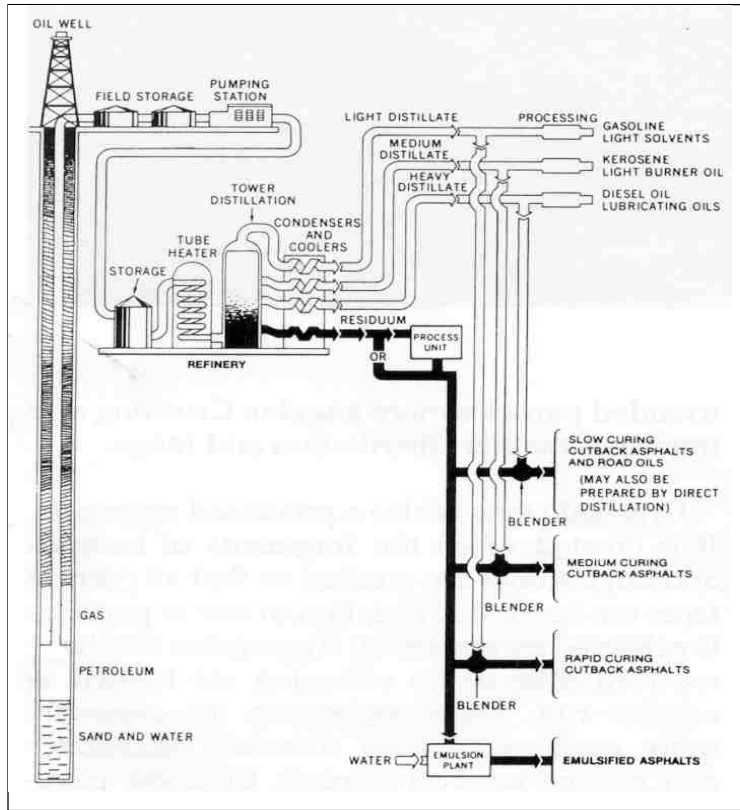 OIL WELL
PUMPING
STATION
FIELD STORAGE
LIGHT DISTILLATE
PROCESSING
GASOLINE
LIGHT SOLVENTS
MEDIUM
DISTILLATE
KEROSENE
LIGHT BURNER OIL
HEAVY
DISTILLATE
DIESEL OIL
LUBRICATING OILS
TOWER
DISTILLATION
CONDENSERS
AND
COOLERS
TUBE
HEATER
STORAGE
RESIDUUM
OR
PROCESS
UNIT
REFINERY
SLOW CURING
CUTBACK ASPHALTS
AND ROAD OILS
(MAY ALSO BE
PREPARED BY DIRECT
DISTILLATION)
BLENDER
MEDIUM CURING
CUTBACK ASPHALTS
BLENDER
GAS
RAPID CURING
CUTBACK ASPHALTS
PETROLEUM
BLENDER
SAND AND WATER
WATER
EMULSION
PLANT
EMULSIFIED ASPHALTS